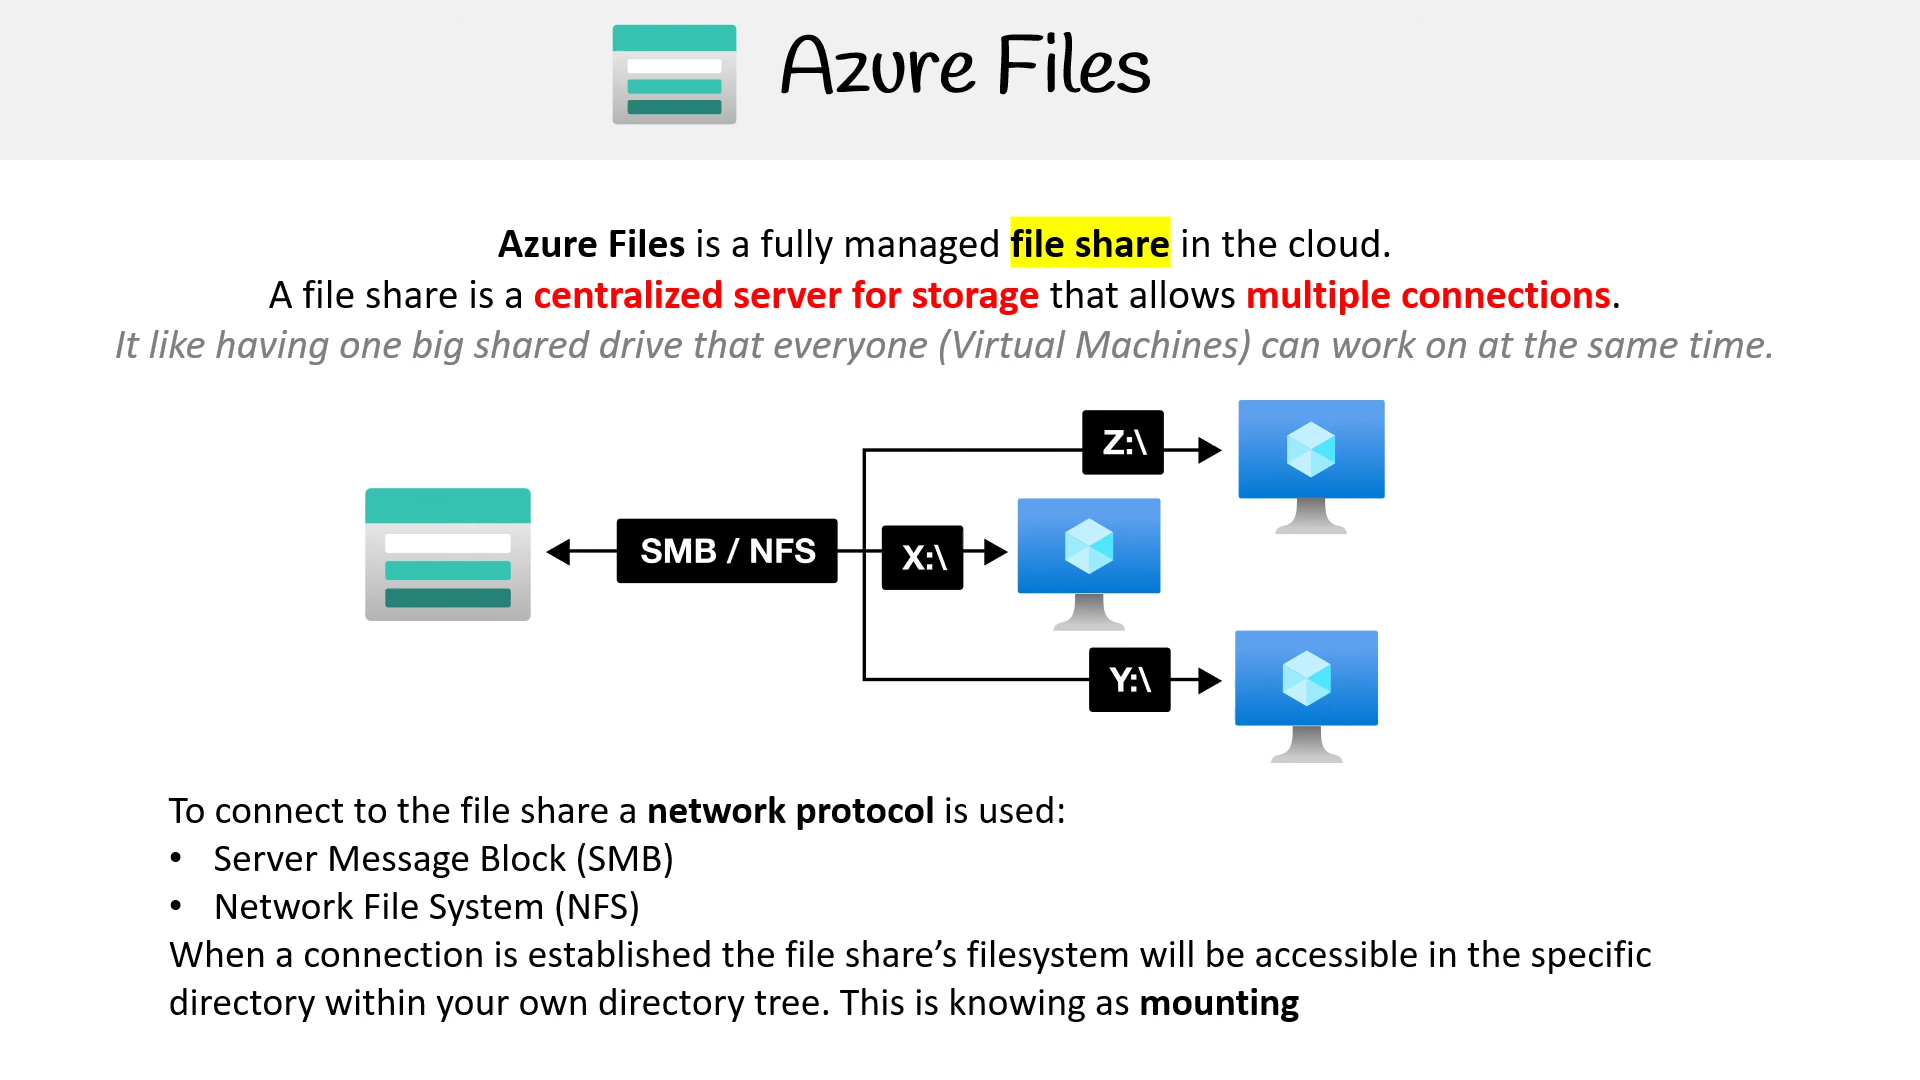 Azure Files
Azure Files is a fully managed file share in the cloud.
A file share is a centralized server for storage that allows multiple connections.
It like having one big shared drive that everyone (Virtual Machines) can work on at the same time.
Z:\
SMB / NFS
X:\
Y:\
To connect to the file share a network protocol is used:
• Server Message Block (SMB)
• Network File System (NFS)
When a connection is established the file share’s filesystem will be accessible in the specific
directory within your own directory tree. This is knowing as mounting